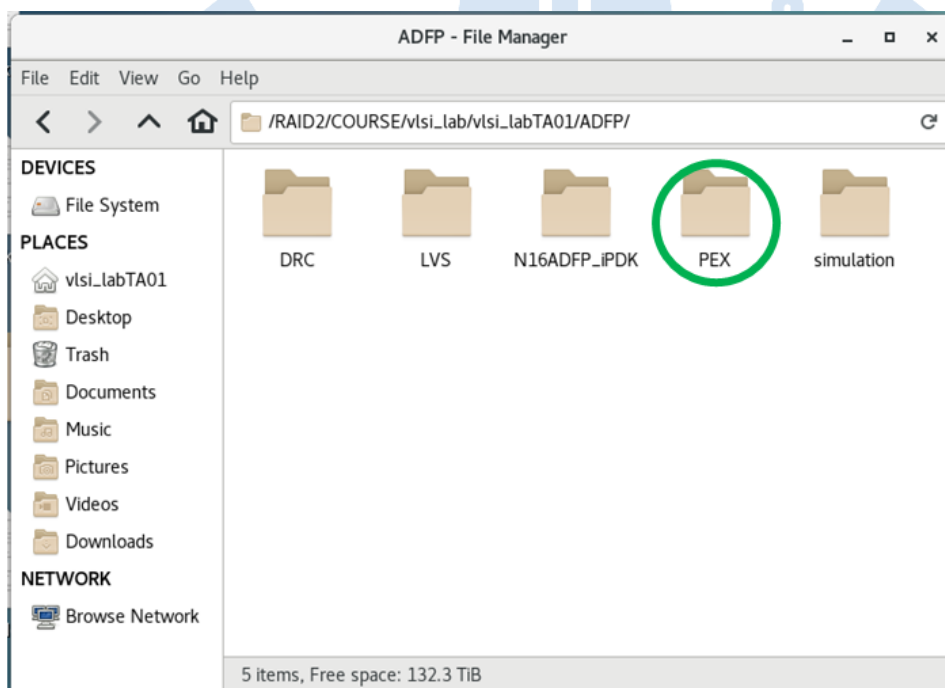 ADFP - File Manager
File Edit View Go Help
/RAID2/COURSE/vlsi_lab/vlsi_labTA01/ADFP/
DEVICES
File System
PLACES
vlsi_labTA01
Desktop
Trash
Documents
Music
Pictures
Videos
Downloads
NETWORK
Browse Network
DRC LVS N16ADFP_iPDK PEX simulation
5 items, Free space: 132.3 TiB